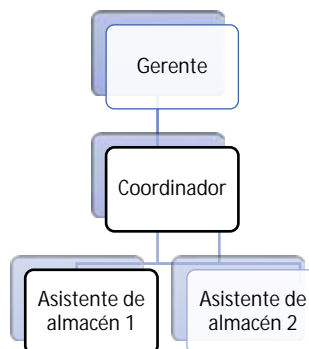 Gerente
Coordinador
Asistente de
almacén 1
Asistente de
almacén 2